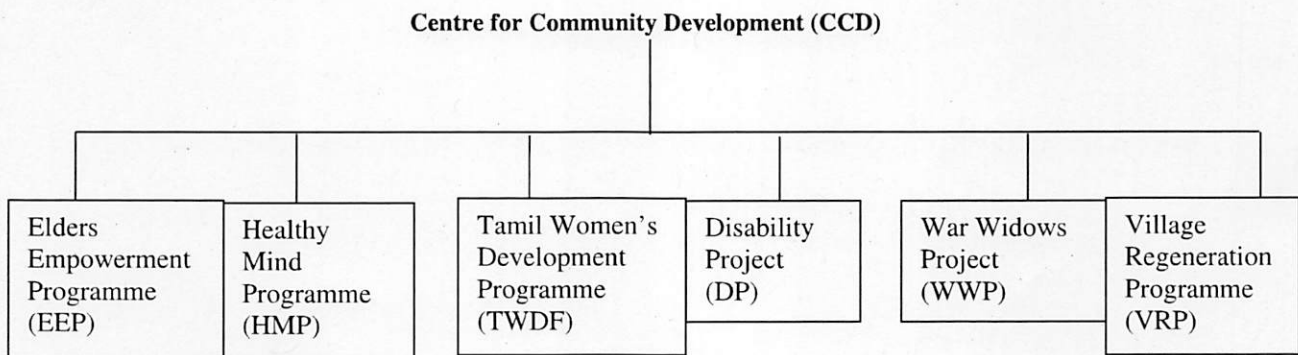 Centre for Community Development (CCD)
Elders
Empowerment
Programme
(EEP)
Healthy
Mind
Programme
(HMP)
Tamil Women's
Development
Programme
(TWDF)
Disability
Project
(DP)
War Widows
Project
(WWP)
Village
Regeneration
Programme
(VRP)